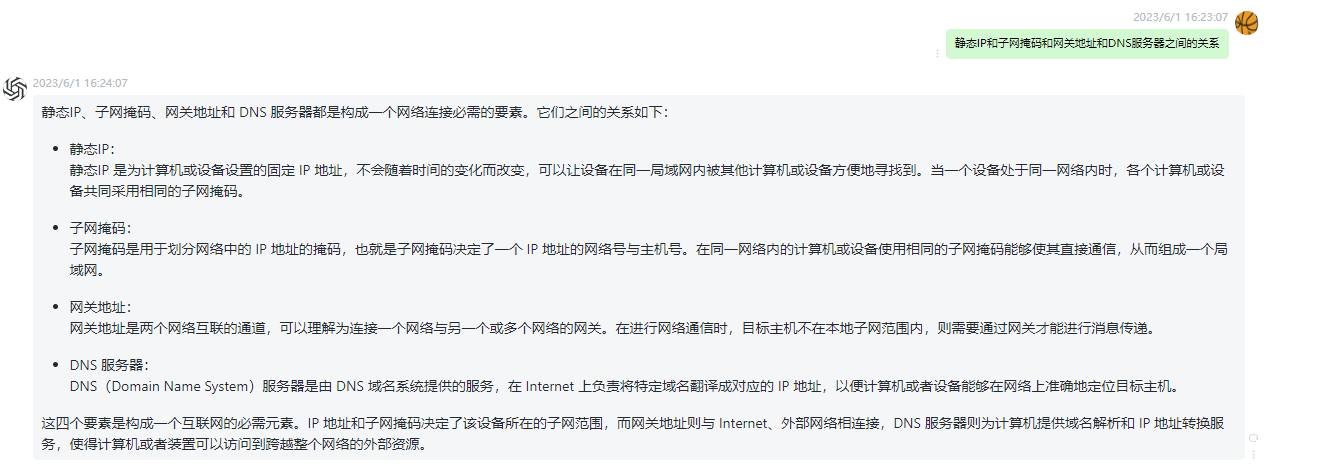 2023/6/1 16:23:07
静态IP和子网掩码和网关地址和DNS服务器之间的关系
2023/6/1 16:24:07
静态IP、子网掩码、网关地址和 DNS 服务器都是构成一个网络连接必需的要素。它们之间的关系如下：
静态IP：
静态IP 是为计算机或设备设置的固定 IP 地址，不会随着时间的变化而改变，可以让设备在同一局域网内被其他计算机或设备方便地寻找到。当一个设备处于同一网络内时，各个计算机或设
备共同采用相同的子网掩码。
子网掩码：
子网掩码是用于划分网络中的 IP 地址的掩码，也就是子网掩码决定了一个 IP 地址的网络号与主机号。在同一网络内的计算机或设备使用相同的子网掩码能够使其直接通信，从而组成一个局
域网。
网关地址：
网关地址是两个网络互联的通道，可以理解为连接一个网络与另一个或多个网络的网关。在进行网络通信时，目标主机不在本地子网范围内，则需要通过网关才能进行消息传递。
DNS 服务器：
DNS（Domain Name System）服务器是由 DNS 域名系统提供的服务，在 Internet 上负责将特定域名翻译成对应的 IP 地址，以便计算机或者设备能够在网络上准确地定位目标主机。
这四个要素是构成一个互联网的必需元素。IP 地址和子网掩码决定了该设备所在的子网范围，而网关地址则与 Internet、外部网络相连接，DNS 服务器则为计算机提供域名解析和 IP 地址转换服
务，使得计算机或者装置可以访问到跨越整个网络的外部资源。